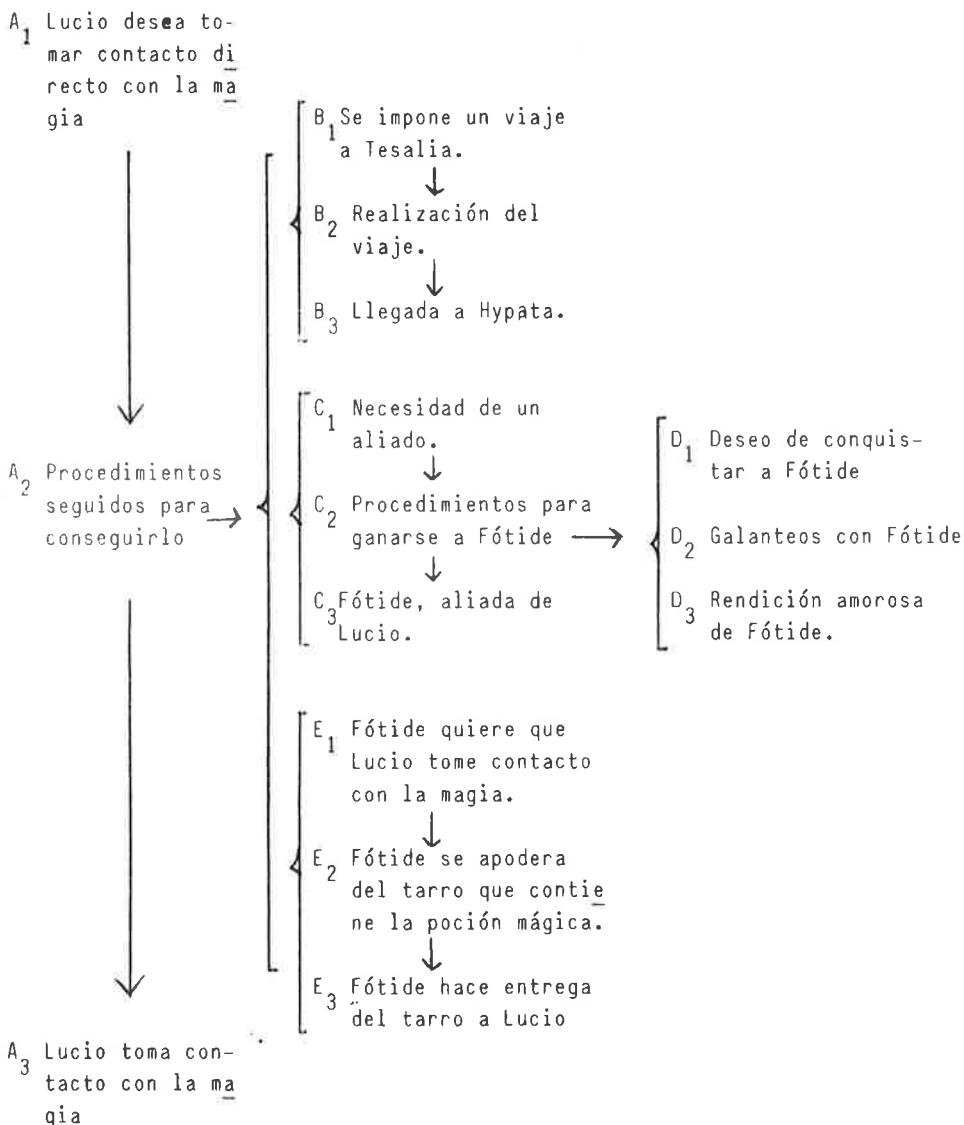 A1 Lucio desea to-
mar contacto di
recto con la ma
gia
B1 Se impone un viaje
a Tesalia.
B2 Realización del
viaje.
B3 Llegada a Hypata.
A2 Procedimientos
seguidos para
conseguirlo
C1 Necesidad de un
aliado.
C2 Procedimientos para
ganarse a Fótide
C3 Fótide, aliada de
Lucio.
D1 Deseo de conquis-
tar a Fótide
D2 Galanteos con Fótide
D3 Rendición amorosa
de Fótide.
E1 Fótide quiere que
Lucio tome contacto
con la magia.
E2 Fótide se apodera
del tarro que contie
ne la poción mágica.
E3 Fótide hace entrega
del tarro a Lucio
A3 Lucio toma con-
tacto con la ma
gia